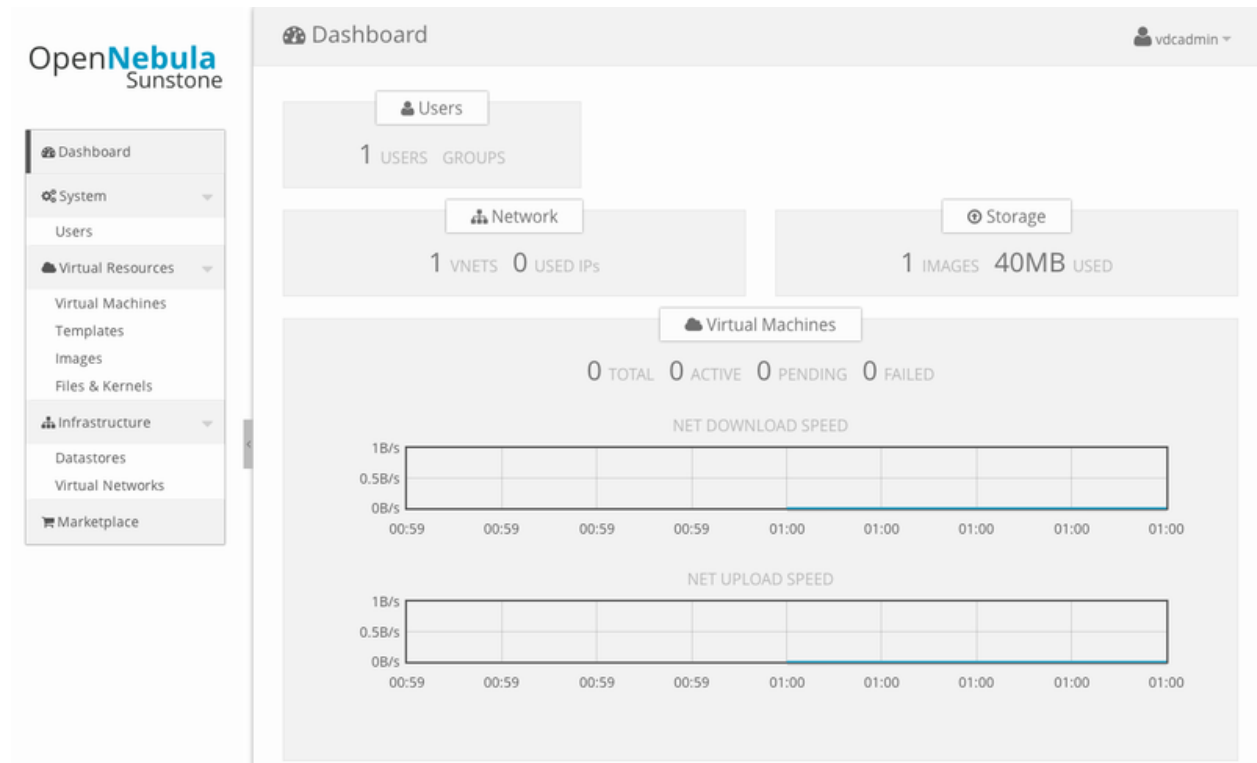 OpenNebula
Sunstone
Dashboard
System
Users
Virtual Resources
Virtual Machines
Templates
Images
Files & Kernels
Infrastructure
Datastores
Virtual Networks
Marketplace
Dashboard
vdcadmin
Users
1 USERS GROUPS
Network
1 VNETS 0 USED IPs
Storage
1 IMAGES 40MB USED
Virtual Machines
0 TOTAL 0 ACTIVE 0 PENDING 0 FAILED
NET DOWNLOAD SPEED
1B/s
0.5B/s
0B/s
00:59 00:59 00:59 00:59 01:00 01:00 01:00 01:00 01:00
NET UPLOAD SPEED
1B/s
0.5B/s
0B/s
00:59 00:59 00:59 00:59 01:00 01:00 01:00 01:00 01:00